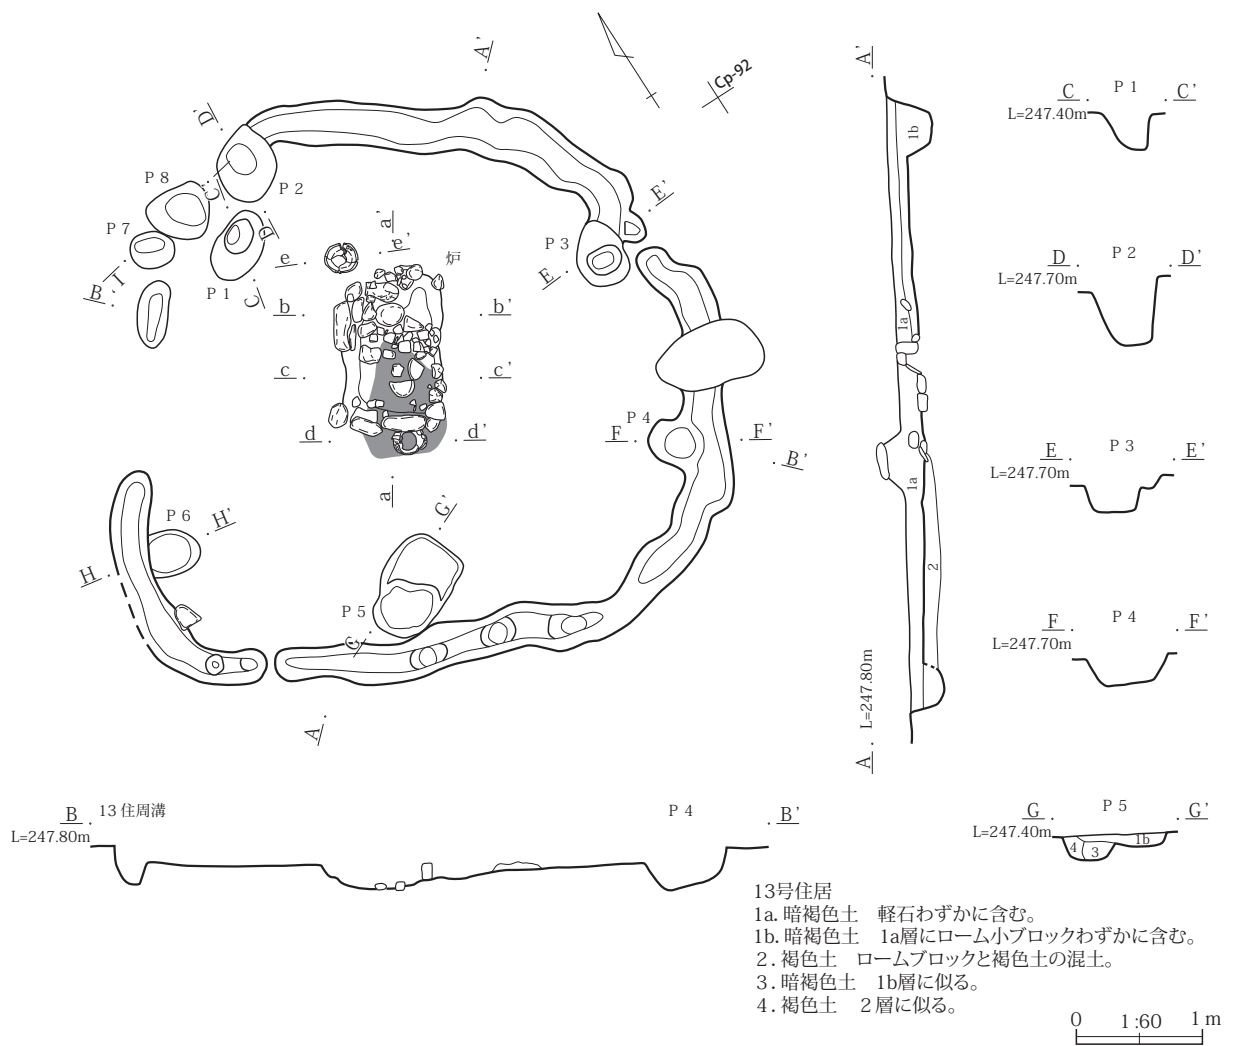 A'
Cp-92
D'
P 8
C'
P 2
P 7
D
B
I
P 1
C
e
a'
e'
炉
b
b'
c
c'
d
d'
a
E'
P 3
E
P 4
F
F'
B'
P 6
H'
H
G'
P 5
G
A
A'
1b
1a
1a
2
A
L=247.80m
C
P 1
C'
L=247.40m
D
P 2
D'
L=247.70m
E
P 3
E'
L=247.70m
F
P 4
F'
L=247.70m
B
13 住周溝
P 4
B'
L=247.80m
G
P 5
G'
L=247.40m
4
3
1b
13号住居
1a. 暗褐色土　軽石わずかに含む。
1b. 暗褐色土　1a層にローム小ブロックわずかに含む。
2 . 褐色土　ロームブロックと褐色土の混土。
3 . 暗褐色土　1b層に似る。
4 . 褐色土　2 層に似る。
0　1 :60　1 m